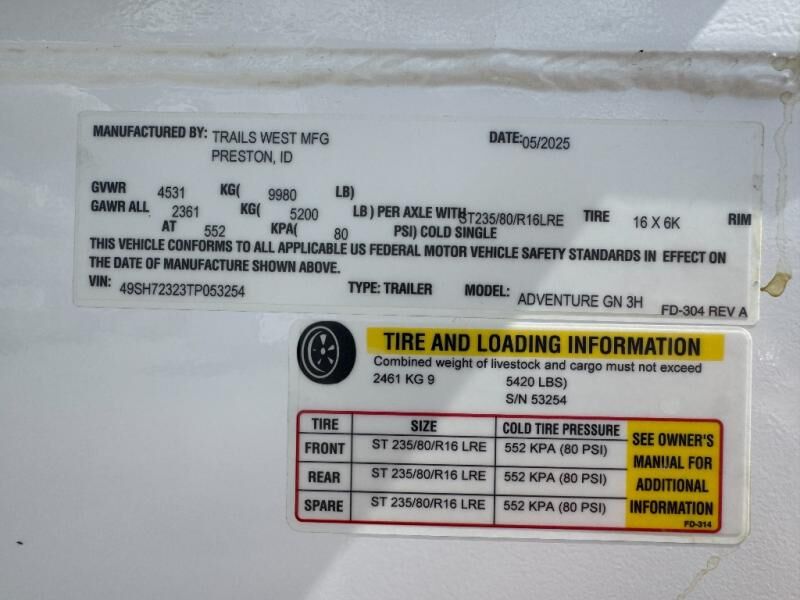 MANUFACTURED BY: TRAILS WEST MFG DATE: 05/2025
PRESTON, ID
GVWR 4531 KG( 9980 LB)
GAWR ALL 2361 KG( 5200 LB ) PER AXLE WITH ST235/80/R16LRE TIRE 16 X 6K RIM
AT 552 KPA( 80 PSI) COLD SINGLE
THIS VEHICLE CONFORMS TO ALL APPLICABLE US FEDERAL MOTOR VEHICLE SAFETY STANDARDS IN EFFECT ON
THE DATE OF MANUFACTURE SHOWN ABOVE.
VIN: 49SH72323TP053254 TYPE: TRAILER MODEL: ADVENTURE GN 3H
FD-304 REV A
TIRE AND LOADING INFORMATION
Combined weight of livestock and cargo must not exceed
2461 KG 9 5420 LBS)
S/N 53254
TIRE SIZE COLD TIRE PRESSURE
FRONT ST 235/80/R16 LRE 552 KPA (80 PSI)
REAR ST 235/80/R16 LRE 552 KPA (80 PSI)
SPARE ST 235/80/R16 LRE 552 KPA (80 PSI)
SEE OWNER'S
MANUAL FOR
ADDITIONAL
INFORMATION
FD-314